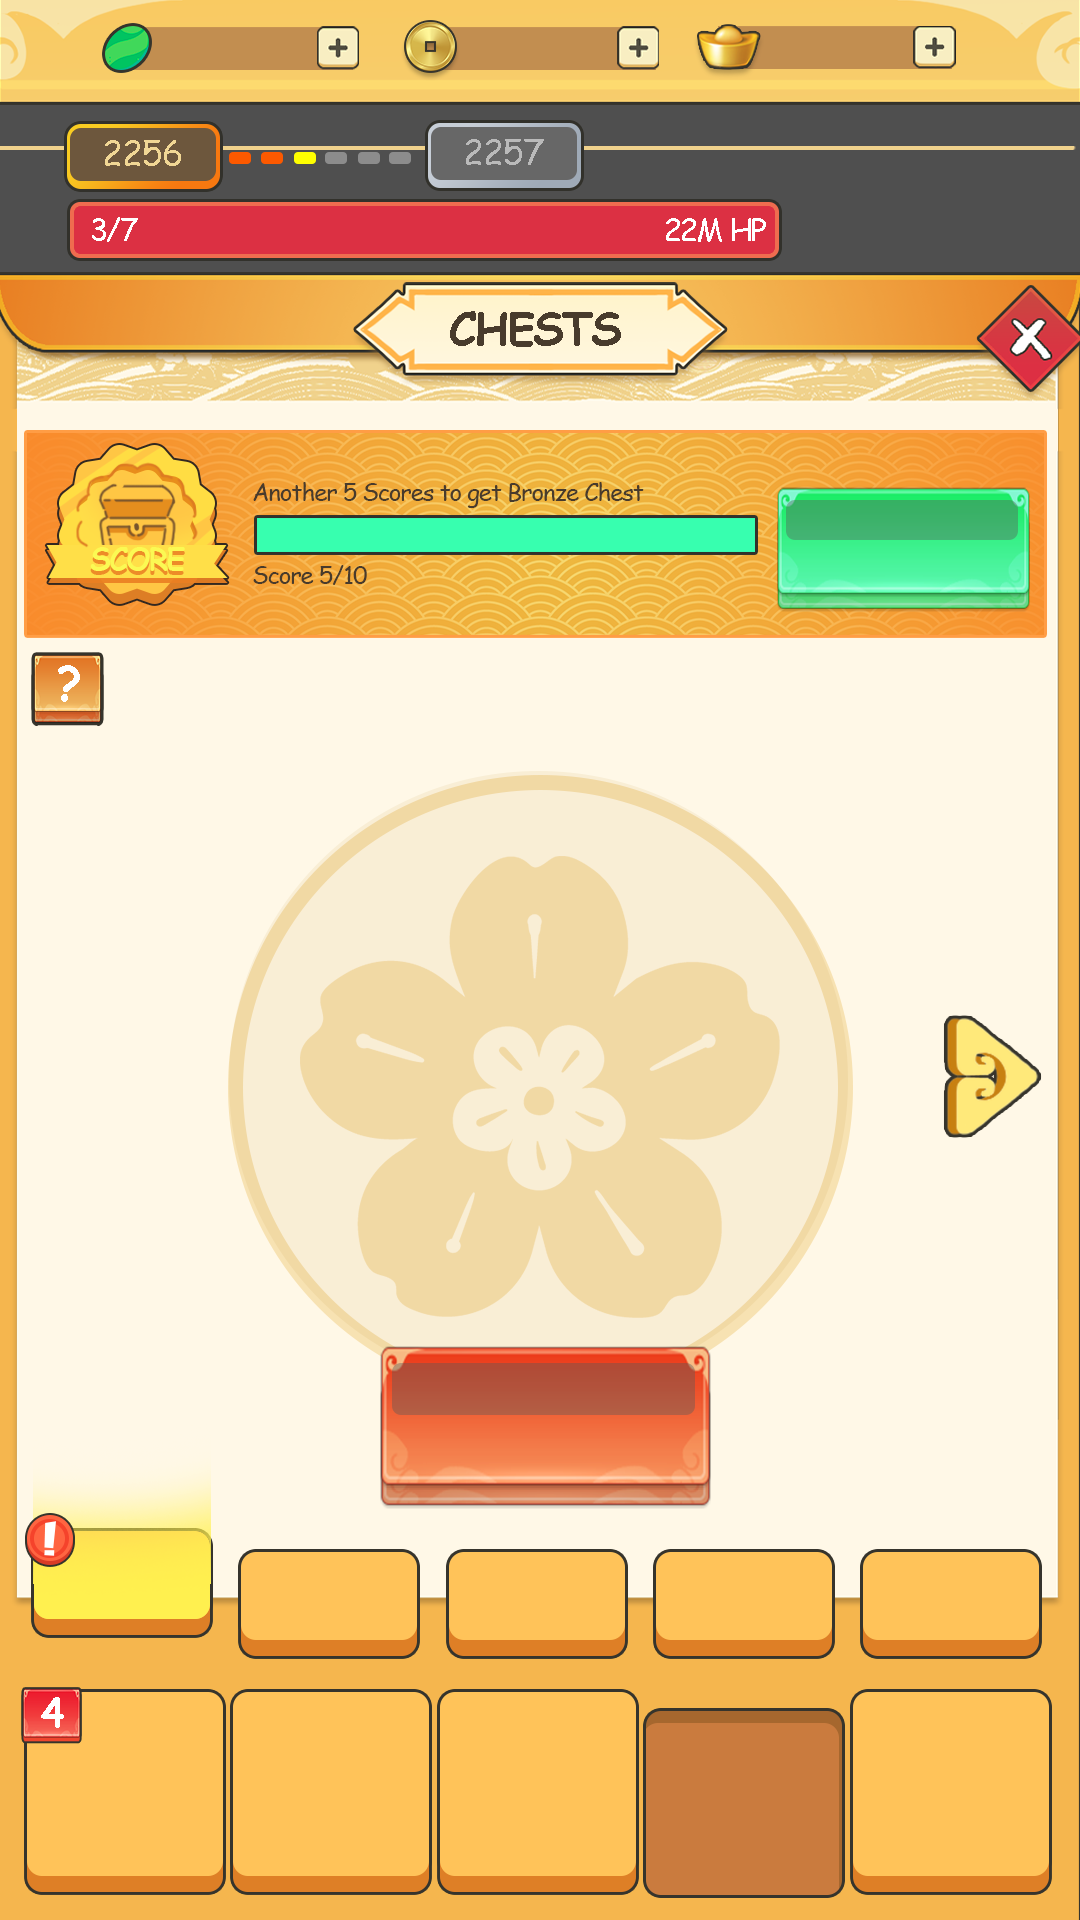 2256
2257
3/7
22M HP
CHESTS
Another 5 Scores to get Bronze Chest
SCORE
Score 5/10
?
!
4